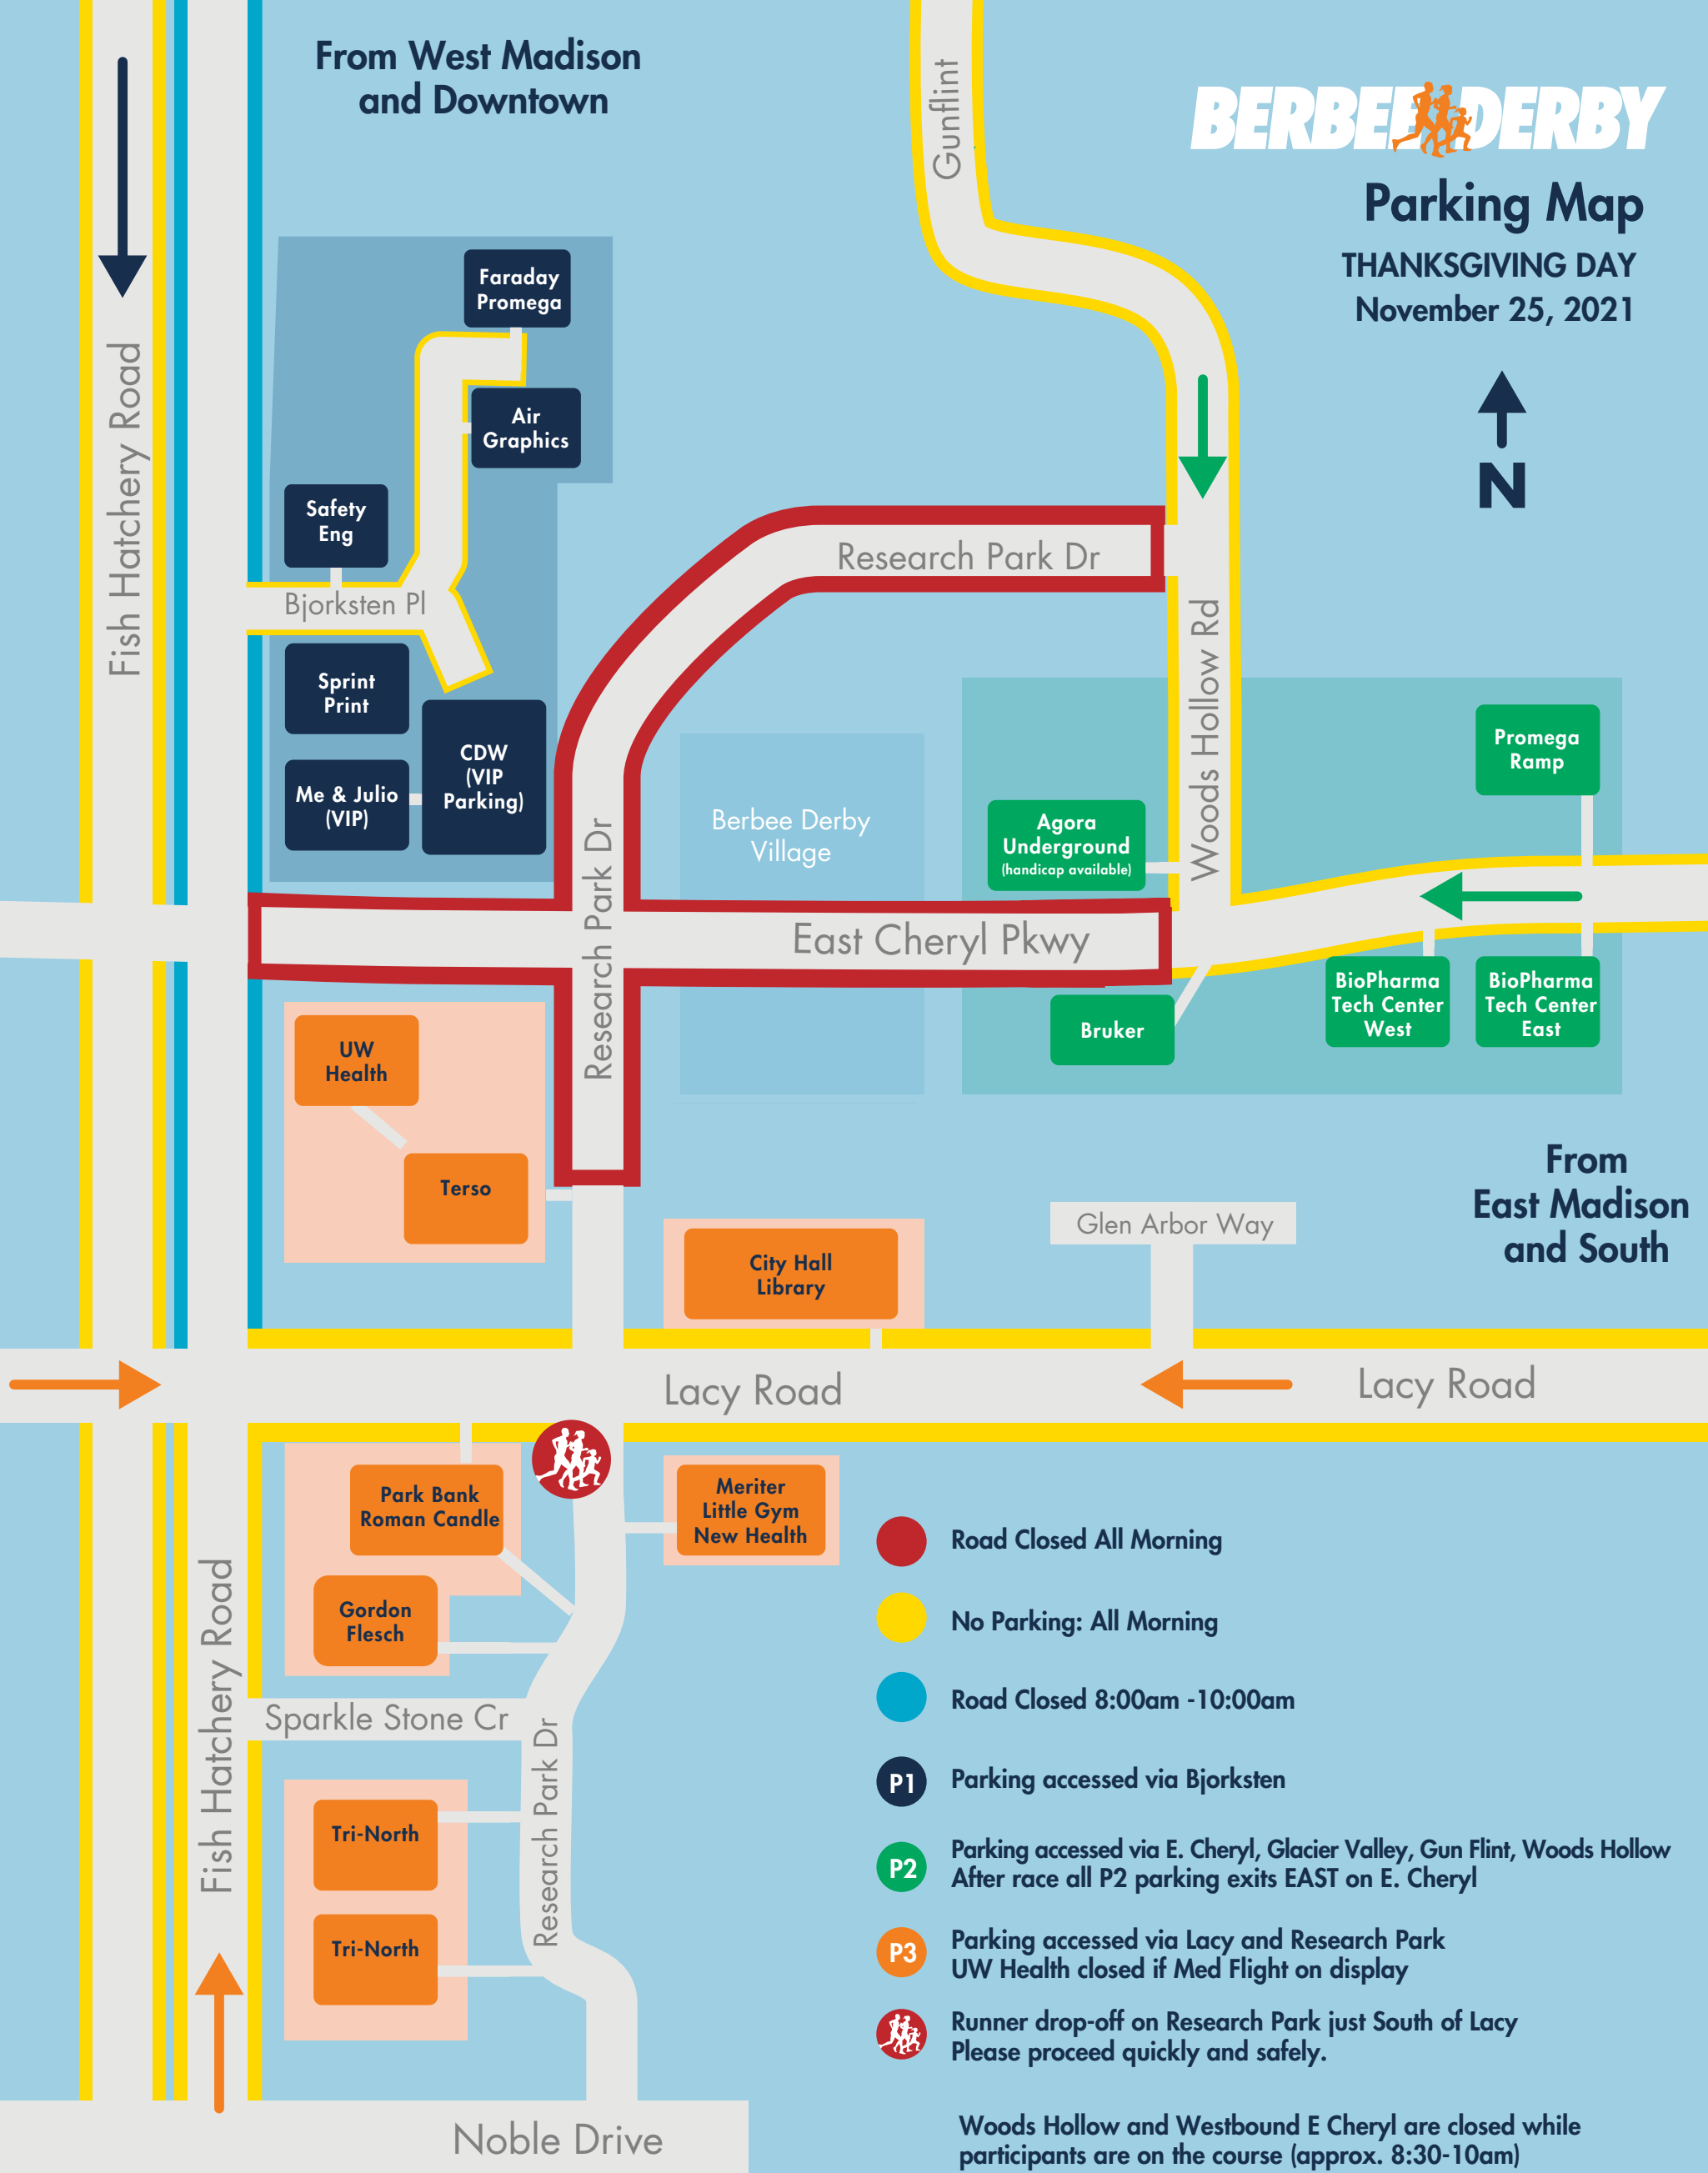 From West Madison
and Downtown
Gunflint
BERBEE DERBY
Parking Map
THANKSGIVING DAY
November 25, 2021
N
Fish Hatchery Road
Faraday
Promega
Air
Graphics
Safety
Eng
Bjorksten Pl
Sprint
Print
Me & Julio
(VIP)
CDW
(VIP
Parking)
Research Park Dr
Woods Hollow Rd
Research Park Dr
Berbee Derby
Village
Agora
Underground
(handicap available)
Promega
Ramp
East Cheryl Pkwy
Bruker
BioPharma
Tech Center
West
BioPharma
Tech Center
East
UW
Health
Terso
City Hall
Library
Glen Arbor Way
From
East Madison
and South
Lacy Road
Lacy Road
Park Bank
Roman Candle
Meriter
Little Gym
New Health
Gordon
Flesch
Fish Hatchery Road
Sparkle Stone Cr
Research Park Dr
Tri-North
Tri-North
Noble Drive
Road Closed All Morning
No Parking: All Morning
Road Closed 8:00am -10:00am
P1 Parking accessed via Bjorksten
P2 Parking accessed via E. Cheryl, Glacier Valley, Gun Flint, Woods Hollow
After race all P2 parking exits EAST on E. Cheryl
P3 Parking accessed via Lacy and Research Park
UW Health closed if Med Flight on display
Runner drop-off on Research Park just South of Lacy
Please proceed quickly and safely.
Woods Hollow and Westbound E Cheryl are closed while
participants are on the course (approx. 8:30-10am)